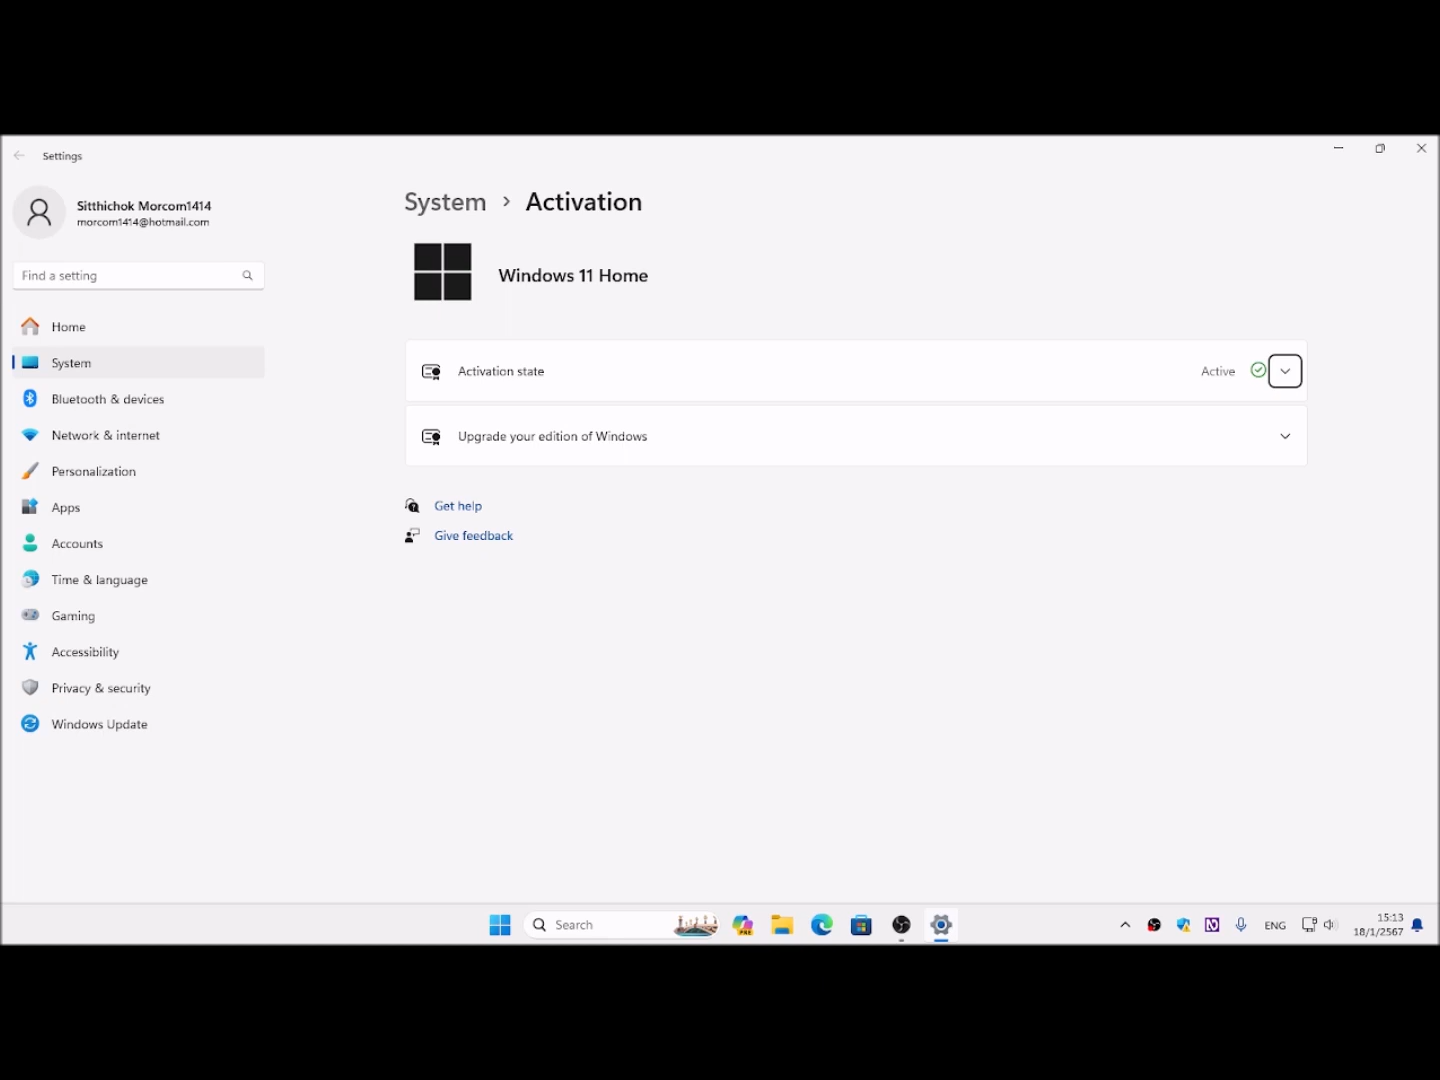 Settings
Sitthichok Morcom1414
morcom1414@hotmail.com
Find a setting
Home
System
Bluetooth & devices
Network & internet
Personalization
Apps
Accounts
Time & language
Gaming
Accessibility
Privacy & security
Windows Update
System > Activation
Windows 11 Home
Activation state
Active
Upgrade your edition of Windows
Get help
Give feedback
Search
PRE
ENG
15:13
18/1/2567